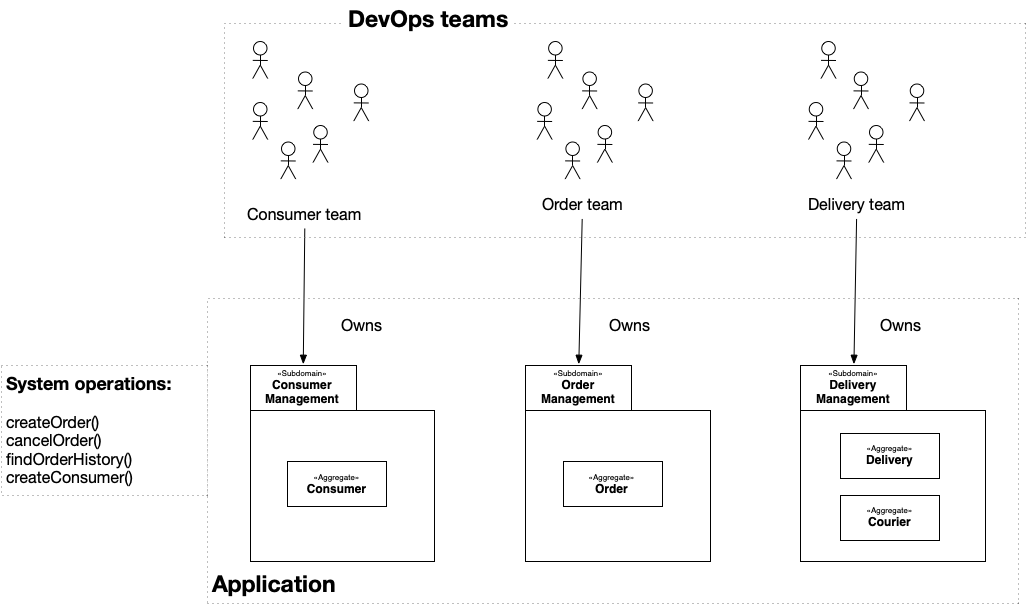 DevOps teams
Consumer team
Order team
Delivery team
Owns
Owns
Owns
System operations:
createOrder()
cancelOrder()
findOrderHistory()
createConsumer()
«Subdomain»
Consumer
Management
«Aggregate»
Consumer
«Subdomain»
Order
Management
«Aggregate»
Order
«Subdomain»
Delivery
Management
«Aggregate»
Delivery
«Aggregate»
Courier
Application